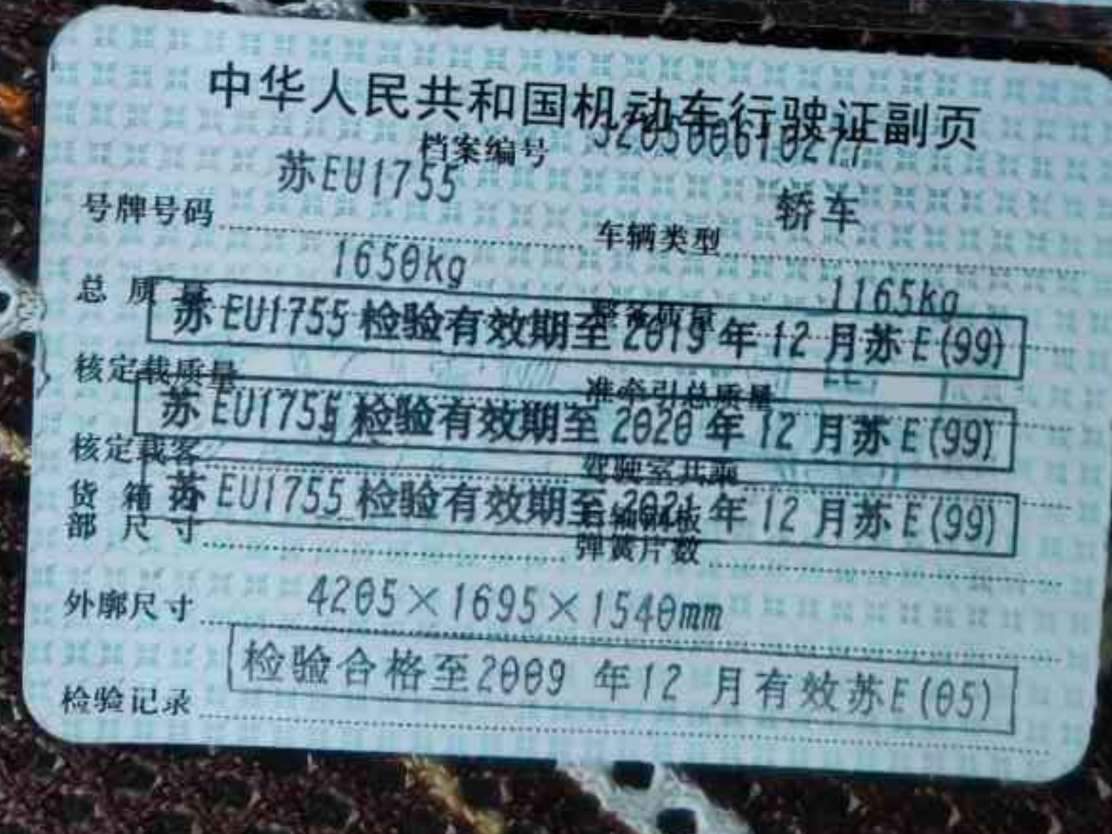 中华人民共和国机动车行驶证副页
档案编号 320500610277
号牌号码 苏EU1755 车辆类型 轿车
总质量 1650kg 整备质量 1165kg
苏EU1755检验有效期至2019年12月苏E(99)
核定载质量 准牵引总质量
苏EU1755检验有效期至2020年12月苏E(99)
核定载客 驾驶室共乘
苏EU1755检验有效期至2021年12月苏E(99)
货箱
部尺寸 弹簧片数
外廓尺寸 4205×1695×1540mm
检验合格至2009年12月有效苏E(05)
检验记录